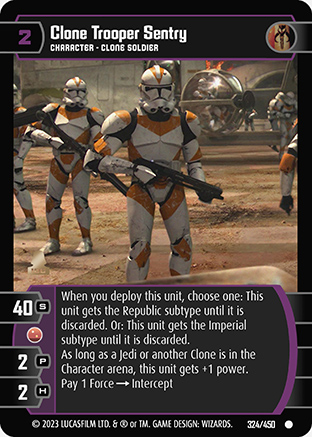 2
Clone Trooper Sentry
CHARACTER - CLONE SOLDIER
40 S
2 P
2 H
When you deploy this unit, choose one: This
unit gets the Republic subtype until it is
discarded. Or: This unit gets the Imperial
subtype until it is discarded.
As long as a Jedi or another Clone is in the
Character arena, this unit gets +1 power.
Pay 1 Force → Intercept
© 2023 LUCASFILM LTD. & ® or TM. GAME DESIGN: WIZARDS.
324/450